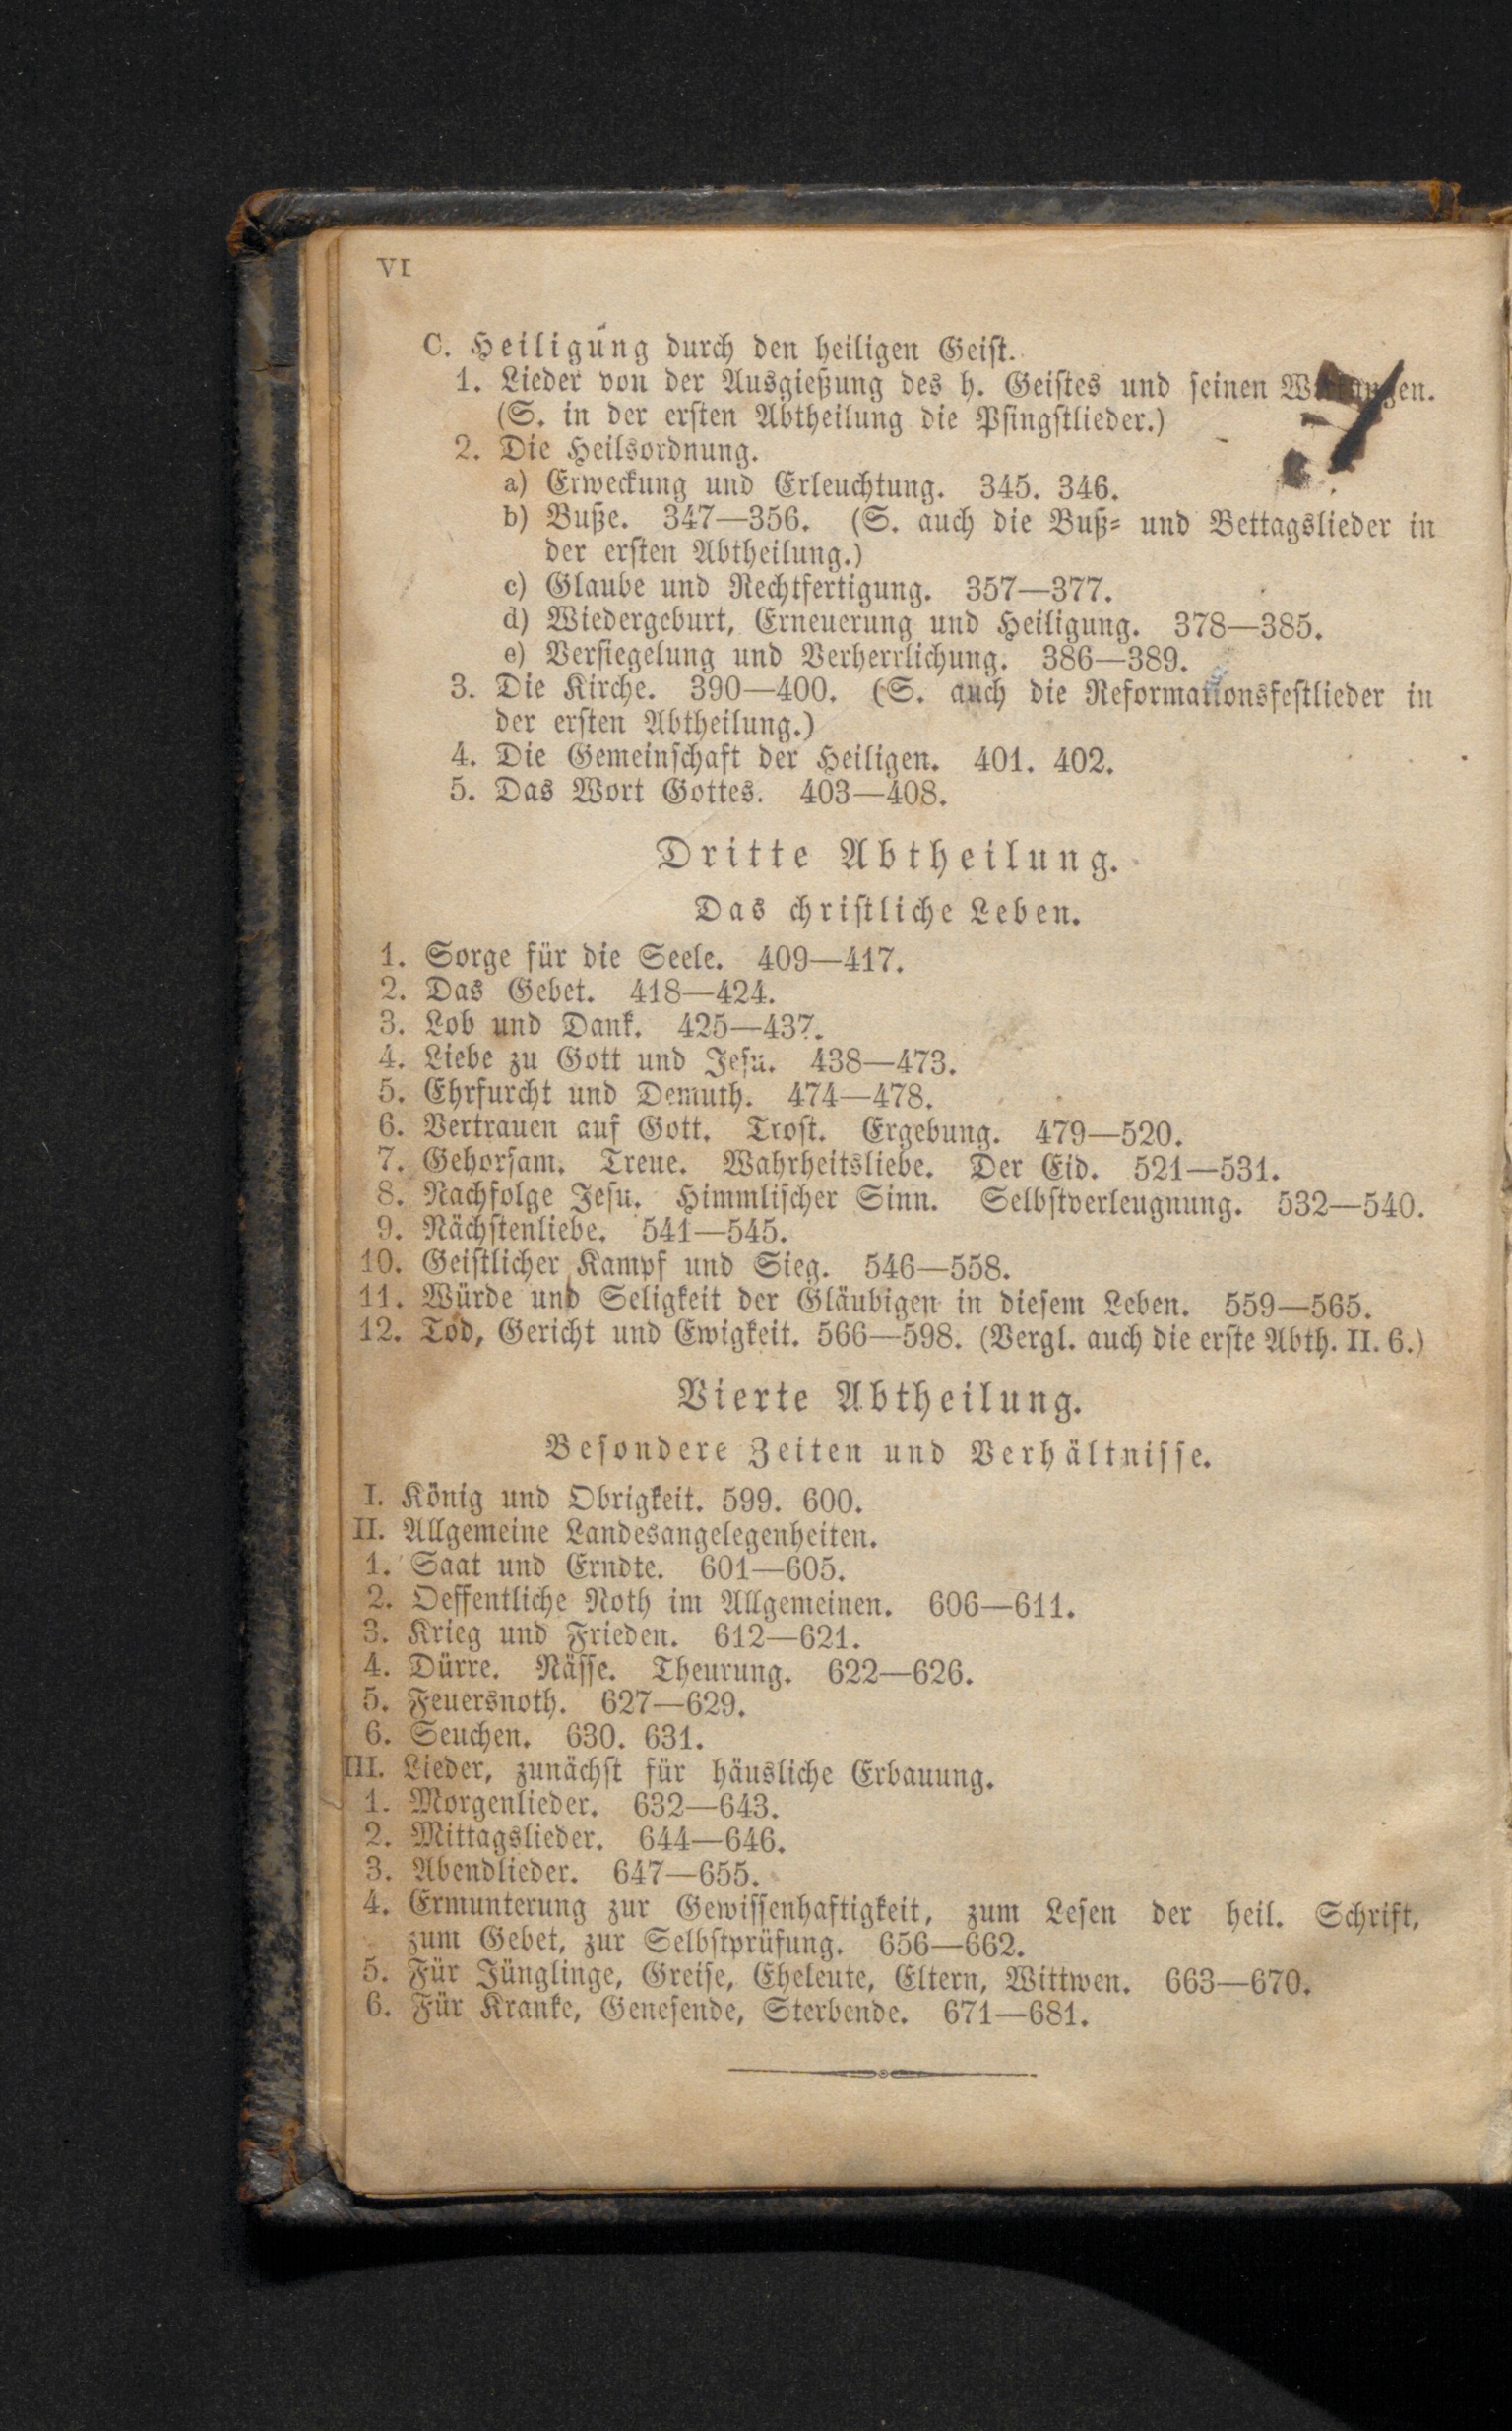 VI
C. Heiligung durch den heiligen Geist.
1. Lieder von der Ausgießung des h. Geistes und seinen
(S. in der ersten Abtheilung die Pfingstlieder.)
2. Die Heilsordnung.
a) Erweckung und Erleuchtung. 345. 346.
b) Buße. 347—356. (S. auch die Buß- und Bettagslieder in
der ersten Abtheilung.)
c) Glaube und Rechtfertigung. 357—377.
d) Wiedergeburt, Erneuerung und Heiligung. 378—385.
e) Versiegelung und Verherrlichung. 386—389.
3. Die Kirche. 390—400. (S. auch die Reformationsfestlieder in
der ersten Abtheilung.)
4. Die Gemeinschaft der Heiligen. 401. 402.
5. Das Wort Gottes. 403—408.
Dritte Abtheilung.
Das christliche Leben.
1. Sorge für die Seele. 409—417.
2. Das Gebet. 418—424.
3. Lob und Dank. 425—437.
4. Liebe zu Gott und Jesu. 438—473.
5. Ehrfurcht und Demuth. 474—478.
6. Vertrauen auf Gott. Trost. Ergebung. 479—520.
7. Gehorsam. Treue. Wahrheitsliebe. Der Eid. 521—531.
8. Nachfolge Jesu. Himmlischer Sinn. Selbstverleugnung. 532—540.
9. Nächstenliebe. 541—545.
10. Geistlicher Kampf und Sieg. 546—558.
11. Würde und Seligkeit der Gläubigen in diesem Leben. 559—565.
12. Tod, Gericht und Ewigkeit. 566—598. (Vergl. auch die erste Abth. II. 6.)
Vierte Abtheilung.
Besondere Zeiten und Verhältnisse.
I. König und Obrigkeit. 599. 600.
II. Allgemeine Landesangelegenheiten.
1. Saat und Erndte. 601—605.
2. Oeffentliche Noth im Allgemeinen. 606—611.
3. Krieg und Frieden. 612—621.
4. Dürre. Nässe. Theurung. 622—626.
5. Feuersnoth. 627—629.
6. Seuchen. 630. 631.
III. Lieder, zunächst für häusliche Erbauung.
1. Morgenlieder. 632—643.
2. Mittagslieder. 644—646.
3. Abendlieder. 647—655.
4. Ermunterung zur Gewissenhaftigkeit, zum Lesen der heil. Schrift,
zum Gebet, zur Selbstprüfung. 656—662.
5. Für Jünglinge, Greise, Eheleute, Eltern, Wittwen. 663—670.
6. Für Kranke, Genesende, Sterbende. 671—681.